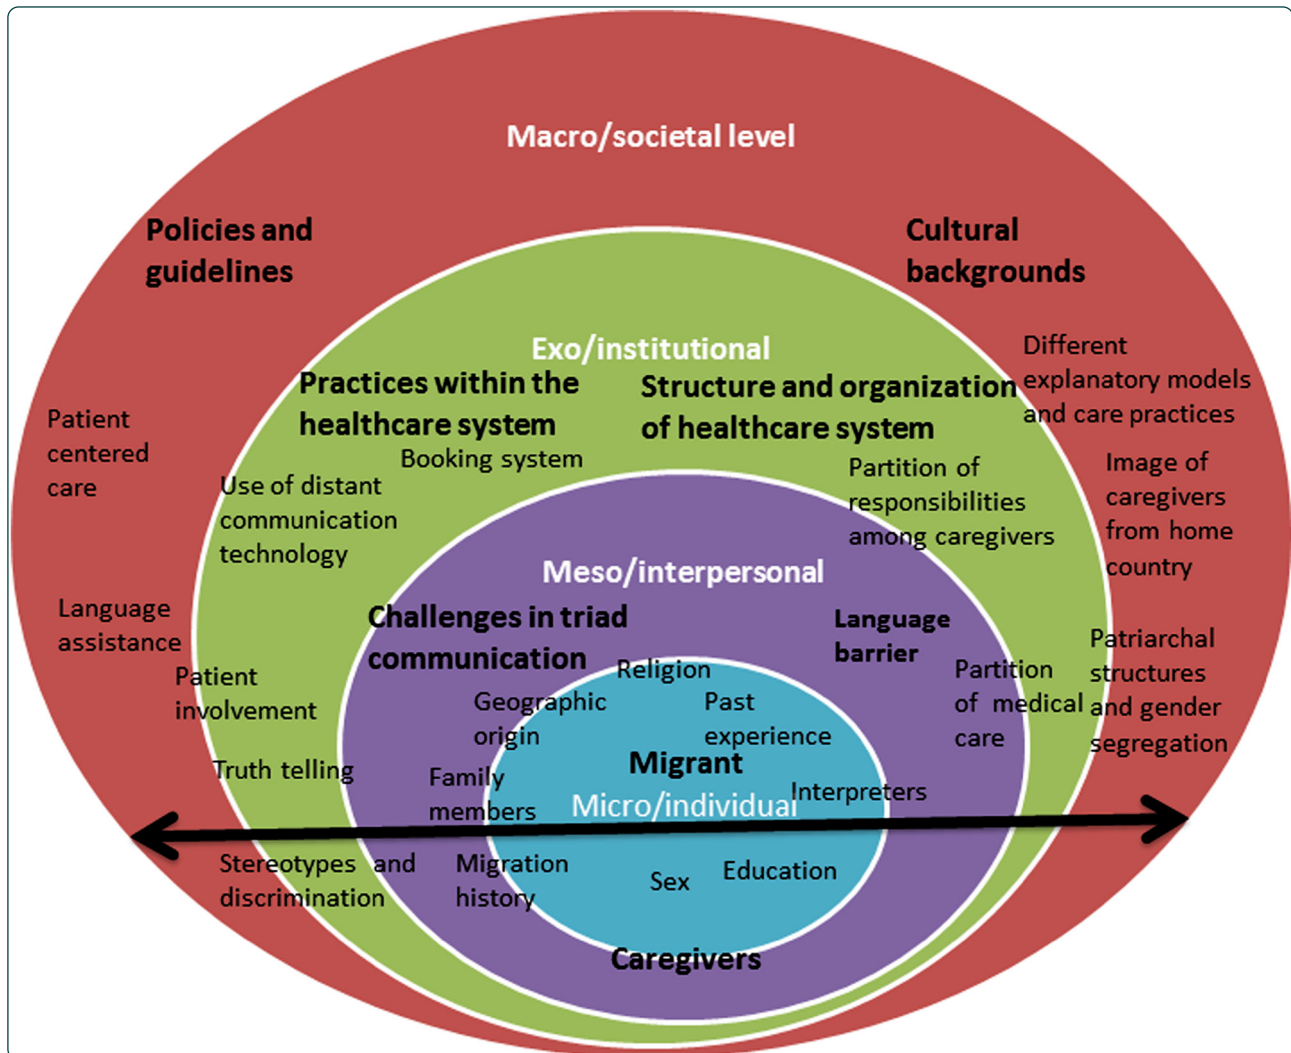 Macro/societal level
Policies and
guidelines
Cultural
backgrounds
Exo/institutional
Different
explanatory models
and care practices
Practices within the
healthcare system
Structure and organization
of healthcare system
Patient
centered
care
Booking system
Use of distant
communication
technology
Partition of
responsibilities
among caregivers
Image of
caregivers
from home
country
Meso/interpersonal
Language
assistance
Challenges in triad
communication
Language
barrier
Patriarchal
structures
and gender
segregation
Patient
involvement
Religion
Partition
of medical
care
Geographic
origin
Past
experience
Truth telling
Family
members
Migrant
Micro/individual
Interpreters
Stereotypes and
discrimination
Migration
history
Sex
Education
Caregivers